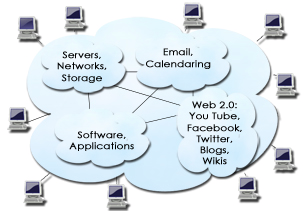 Servers,
Networks,
Storage
Email,
Calendaring
Software,
Applications
Web 2.0:
You Tube,
Facebook,
Twitter,
Blogs,
Wikis